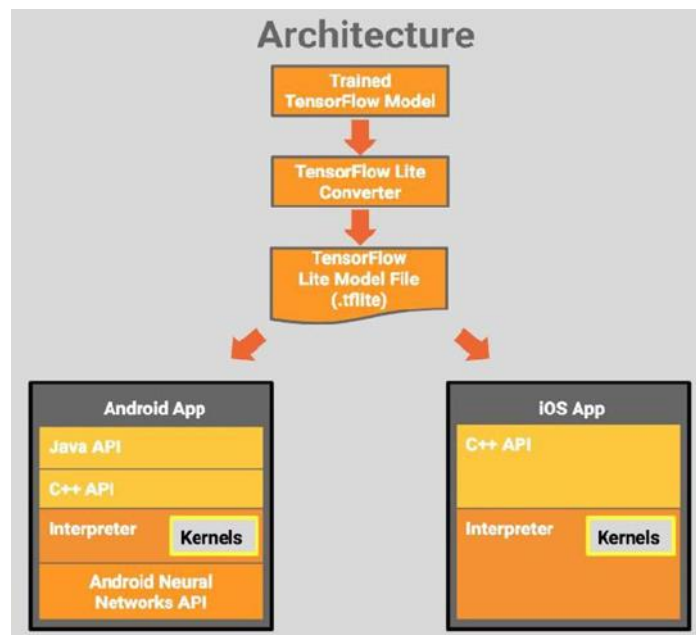 Architecture
Trained
TensorFlow Model
TensorFlow Lite
Converter
TensorFlow
Lite Model File
(.tflite)
Android App
Java API
C++ API
Interpreter
Kernels
Android Neural
Networks API
iOS App
C++ API
Interpreter
Kernels